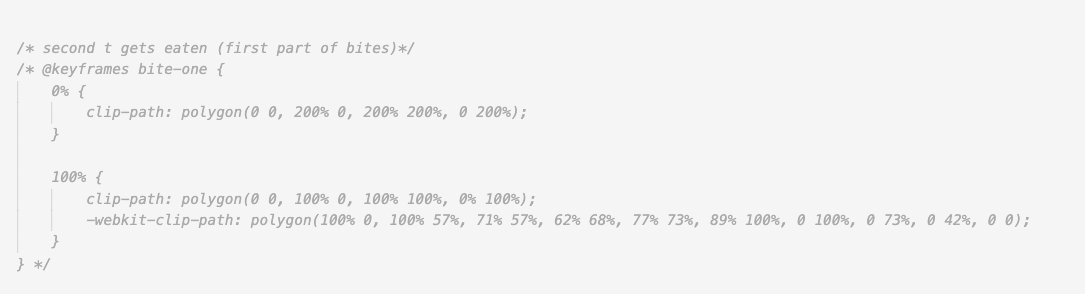 /* second t gets eaten (first part of bites)*/
/* @keyframes bite-one {
0% {
clip-path: polygon(0 0, 200% 0, 200% 200%, 0 200%);
}
100% {
clip-path: polygon(0 0, 100% 0, 100% 100%, 0% 100%);
-webkit-clip-path: polygon(100% 0, 100% 57%, 71% 57%, 62% 68%, 77% 73%, 89% 100%, 0 100%, 0 73%, 0 42%, 0 0);
}
} */